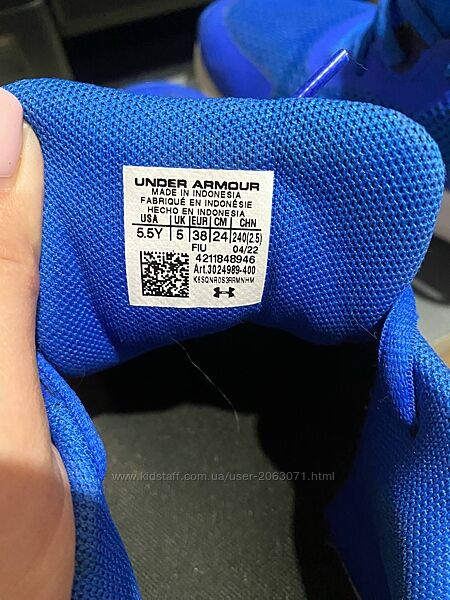 UNDER ARMOUR
MADE IN INDONESIA
FABRIQUÉ EN INDONÉSIE
HECHO EN INDONESIA
USA UK EUR CM CHN
5.5Y 5 38 24 240(2.5)
FIU 04/22
4211848946
Art.3024989-400
www.kidstaff.com.ua/user-2063071.html